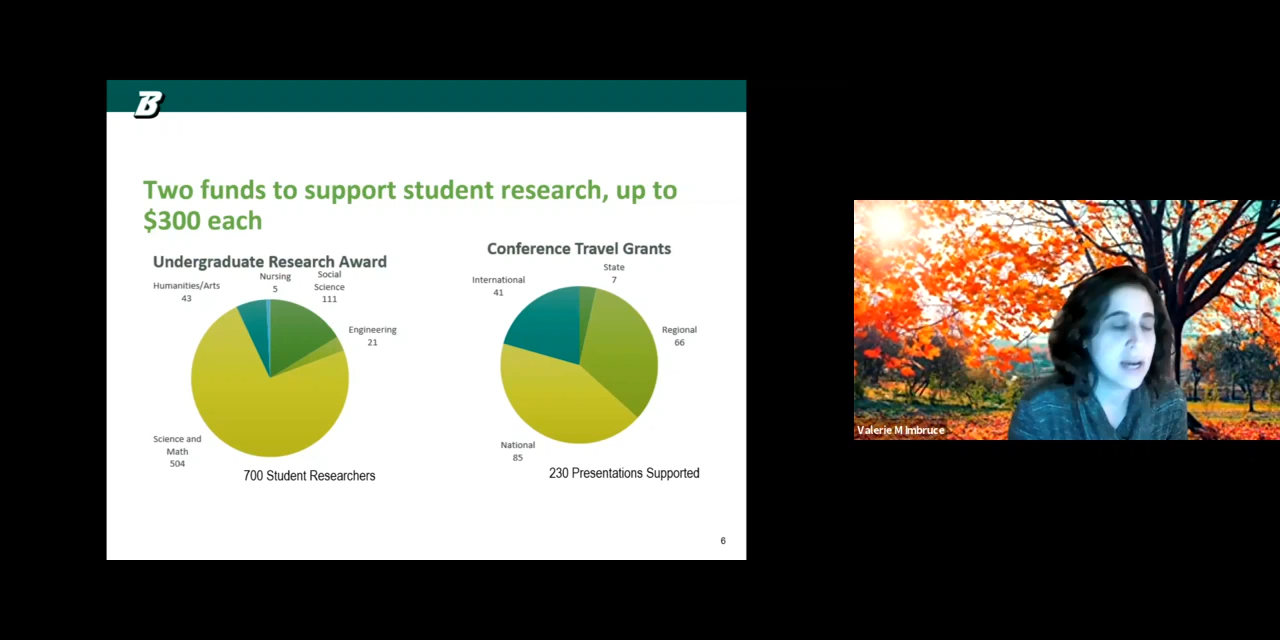 B
Two funds to support student research, up to
$300 each
Undergraduate Research Award
Nursing
5
Social
Science
111
Humanities/Arts
43
Engineering
21
Science and
Math
504
700 Student Researchers
Conference Travel Grants
State
7
International
41
Regional
66
National
85
230 Presentations Supported
6
Valerie M Imbruce